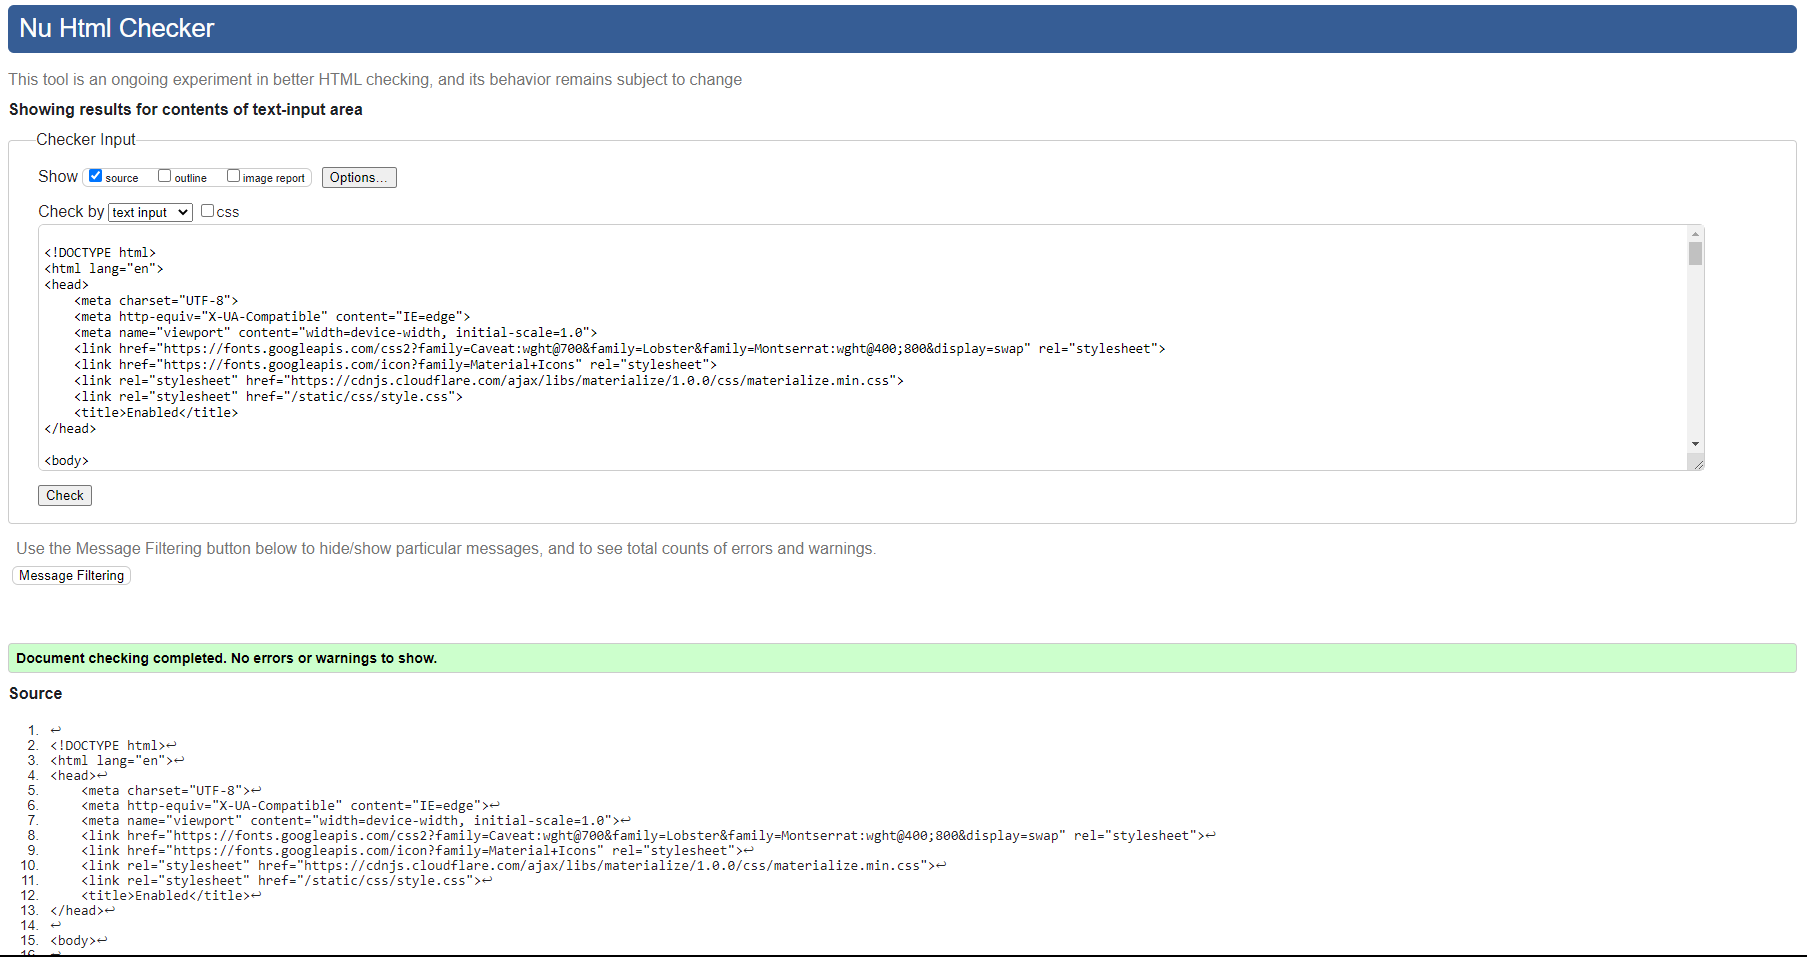 Nu Html Checker
This tool is an ongoing experiment in better HTML checking, and its behavior remains subject to change
Showing results for contents of text-input area
Checker Input
Show source outline image report Options...
Check by text input css
<!DOCTYPE html>
<html lang="en">
<head>
    <meta charset="UTF-8">
    <meta http-equiv="X-UA-Compatible" content="IE=edge">
    <meta name="viewport" content="width=device-width, initial-scale=1.0">
    <link href="https://fonts.googleapis.com/css2?family=Caveat:wght@700&family=Lobster&family=Montserrat:wght@400;800&display=swap" rel="stylesheet">
    <link href="https://fonts.googleapis.com/icon?family=Material+Icons" rel="stylesheet">
    <link rel="stylesheet" href="https://cdnjs.cloudflare.com/ajax/libs/materialize/1.0.0/css/materialize.min.css">
    <link rel="stylesheet" href="/static/css/style.css">
    <title>Enabled</title>
</head>
<body>
Check
Use the Message Filtering button below to hide/show particular messages, and to see total counts of errors and warnings.
Message Filtering
Document checking completed. No errors or warnings to show.
Source
1. ↩
2. <!DOCTYPE html>↩
3. <html lang="en">↩
4. <head>↩
5.     <meta charset="UTF-8">↩
6.     <meta http-equiv="X-UA-Compatible" content="IE=edge">↩
7.     <meta name="viewport" content="width=device-width, initial-scale=1.0">↩
8.     <link href="https://fonts.googleapis.com/css2?family=Caveat:wght@700&family=Lobster&family=Montserrat:wght@400;800&display=swap" rel="stylesheet">↩
9.     <link href="https://fonts.googleapis.com/icon?family=Material+Icons" rel="stylesheet">↩
10.     <link rel="stylesheet" href="https://cdnjs.cloudflare.com/ajax/libs/materialize/1.0.0/css/materialize.min.css">↩
11.     <link rel="stylesheet" href="/static/css/style.css">↩
12.     <title>Enabled</title>↩
13. </head>↩
14. ↩
15. <body>↩
16. ↩